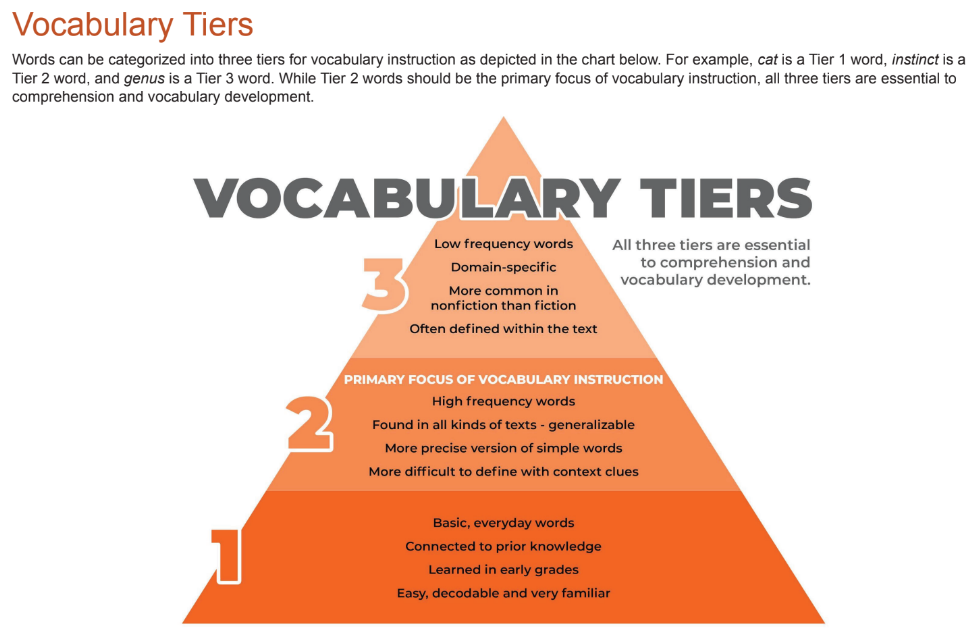 Vocabulary Tiers
Words can be categorized into three tiers for vocabulary instruction as depicted in the chart below. For example, cat is a Tier 1 word, instinct is a
Tier 2 word, and genus is a Tier 3 word. While Tier 2 words should be the primary focus of vocabulary instruction, all three tiers are essential to
comprehension and vocabulary development.
VOCABULARY TIERS
All three tiers are essential
to comprehension and
vocabulary development.
3
Low frequency words
Domain-specific
More common in
nonfiction than fiction
Often defined within the text
2
PRIMARY FOCUS OF VOCABULARY INSTRUCTION
High frequency words
Found in all kinds of texts - generalizable
More precise version of simple words
More difficult to define with context clues
1
Basic, everyday words
Connected to prior knowledge
Learned in early grades
Easy, decodable and very familiar